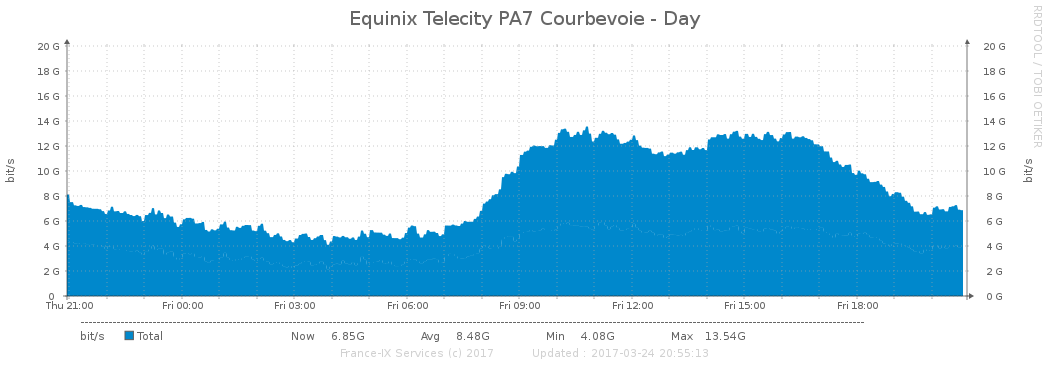 Equinix Telecity PA7 Courbevoie - Day
RRDTOOL / TOBI OETIKER
20 G 20 G
18 G 18 G
16 G 16 G
14 G 14 G
12 G 12 G
10 G 10 G
8 G 8 G
6 G 6 G
4 G 4 G
2 G 2 G
0 0 G
bit/s bit/s
Thu 21:00 Fri 00:00 Fri 03:00 Fri 06:00 Fri 09:00 Fri 12:00 Fri 15:00 Fri 18:00
bit/s Total Now 6.85G Avg 8.48G Min 4.08G Max 13.54G
France-IX Services (c) 2017 Updated : 2017-03-24 20:55:13